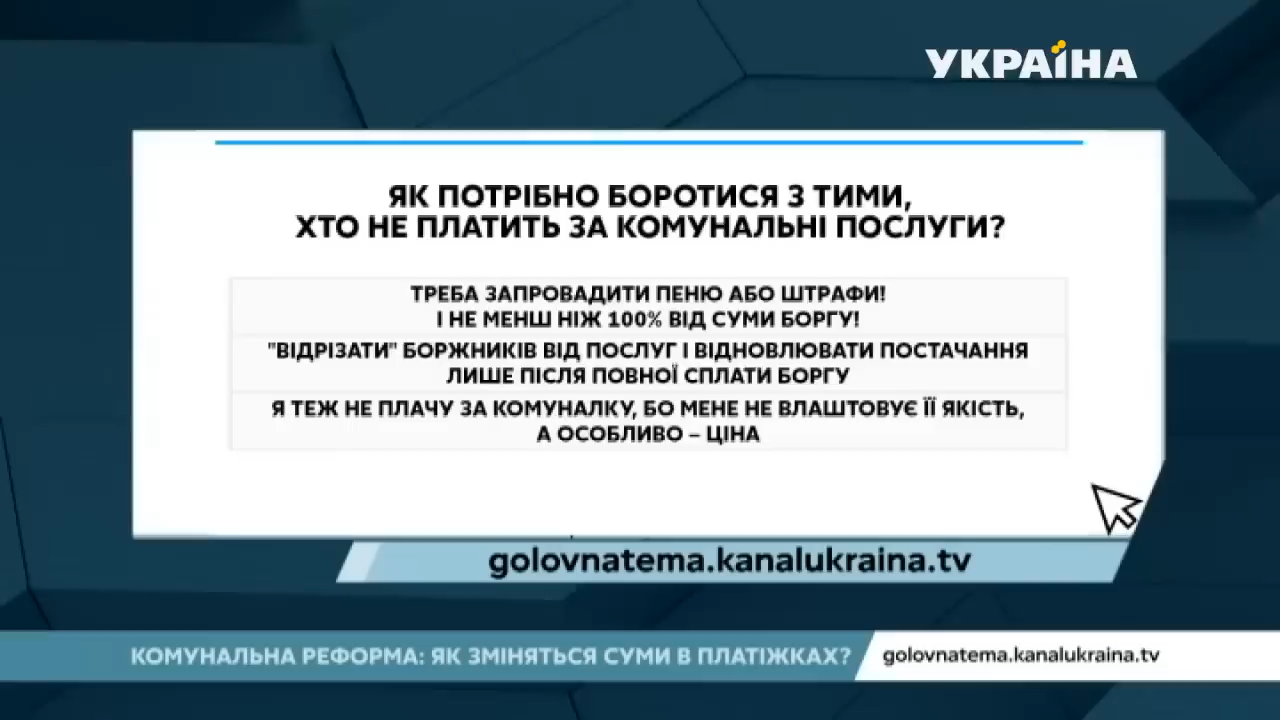 УКРАЇНА
ЯК ПОТРІБНО БОРОТИСЯ З ТИМИ,
ХТО НЕ ПЛАТИТЬ ЗА КОМУНАЛЬНІ ПОСЛУГИ?
ТРЕБА ЗАПРОВАДИТИ ПЕНЮ АБО ШТРАФИ!
І НЕ МЕНШ НІЖ 100% ВІД СУМИ БОРГУ!
"ВІДРІЗАТИ" БОРЖНИКІВ ВІД ПОСЛУГ І ВІДНОВЛЮВАТИ ПОСТАЧАННЯ
ЛИШЕ ПІСЛЯ ПОВНОЇ СПЛАТИ БОРГУ
Я ТЕЖ НЕ ПЛАЧУ ЗА КОМУНАЛКУ, БО МЕНЕ НЕ ВЛАШТОВУЄ ЇЇ ЯКІСТЬ,
А ОСОБЛИВО – ЦІНА
golovnatema.kanalukraina.tv
КОМУНАЛЬНА РЕФОРМА: ЯК ЗМІНЯТЬСЯ СУМИ В ПЛАТІЖКАХ?
golovnatema.kanalukraina.tv